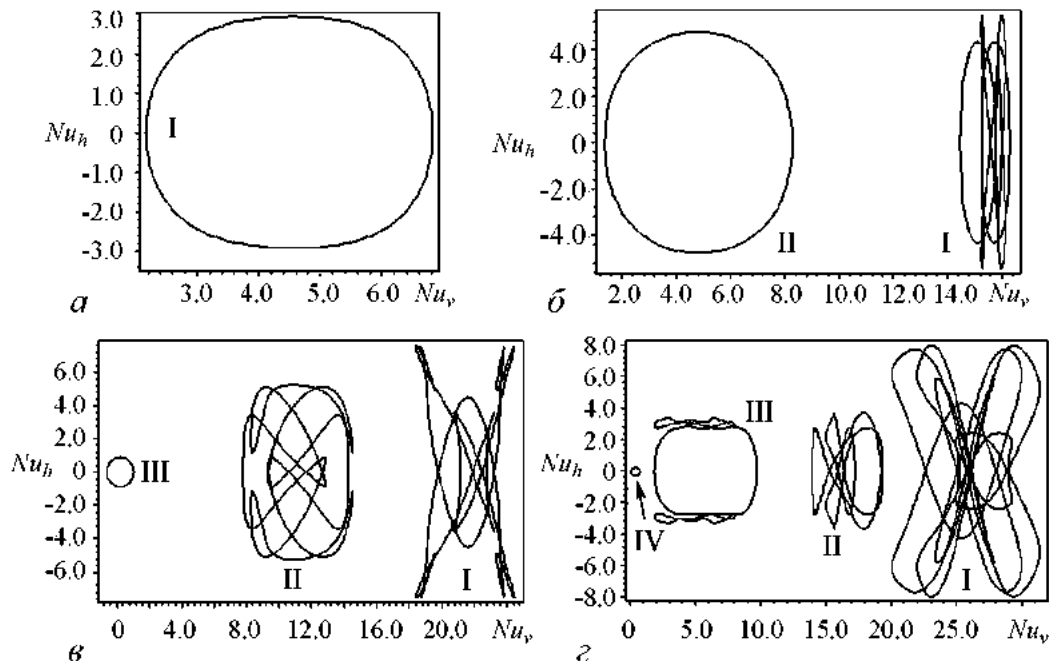 3.0
2.0
1.0
Nu_h 0 I
-1.0
-2.0
-3.0
3.0 4.0 5.0 6.0 Nu_v
а
4.0
2.0
Nu_h 0
-2.0
-4.0 II I
2.0 4.0 6.0 8.0 10.0 12.0 14.0 Nu_v
б
6.0
4.0
2.0
Nu_h 0 III
-2.0
-4.0
-6.0 II I
0 4.0 8.0 12.0 16.0 20.0 Nu_v
в
8.0
6.0
4.0 III
2.0
Nu_h 0
-2.0
-4.0 IV II
-6.0 I
-8.0
0 5.0 10.0 15.0 20.0 25.0 Nu_v
г